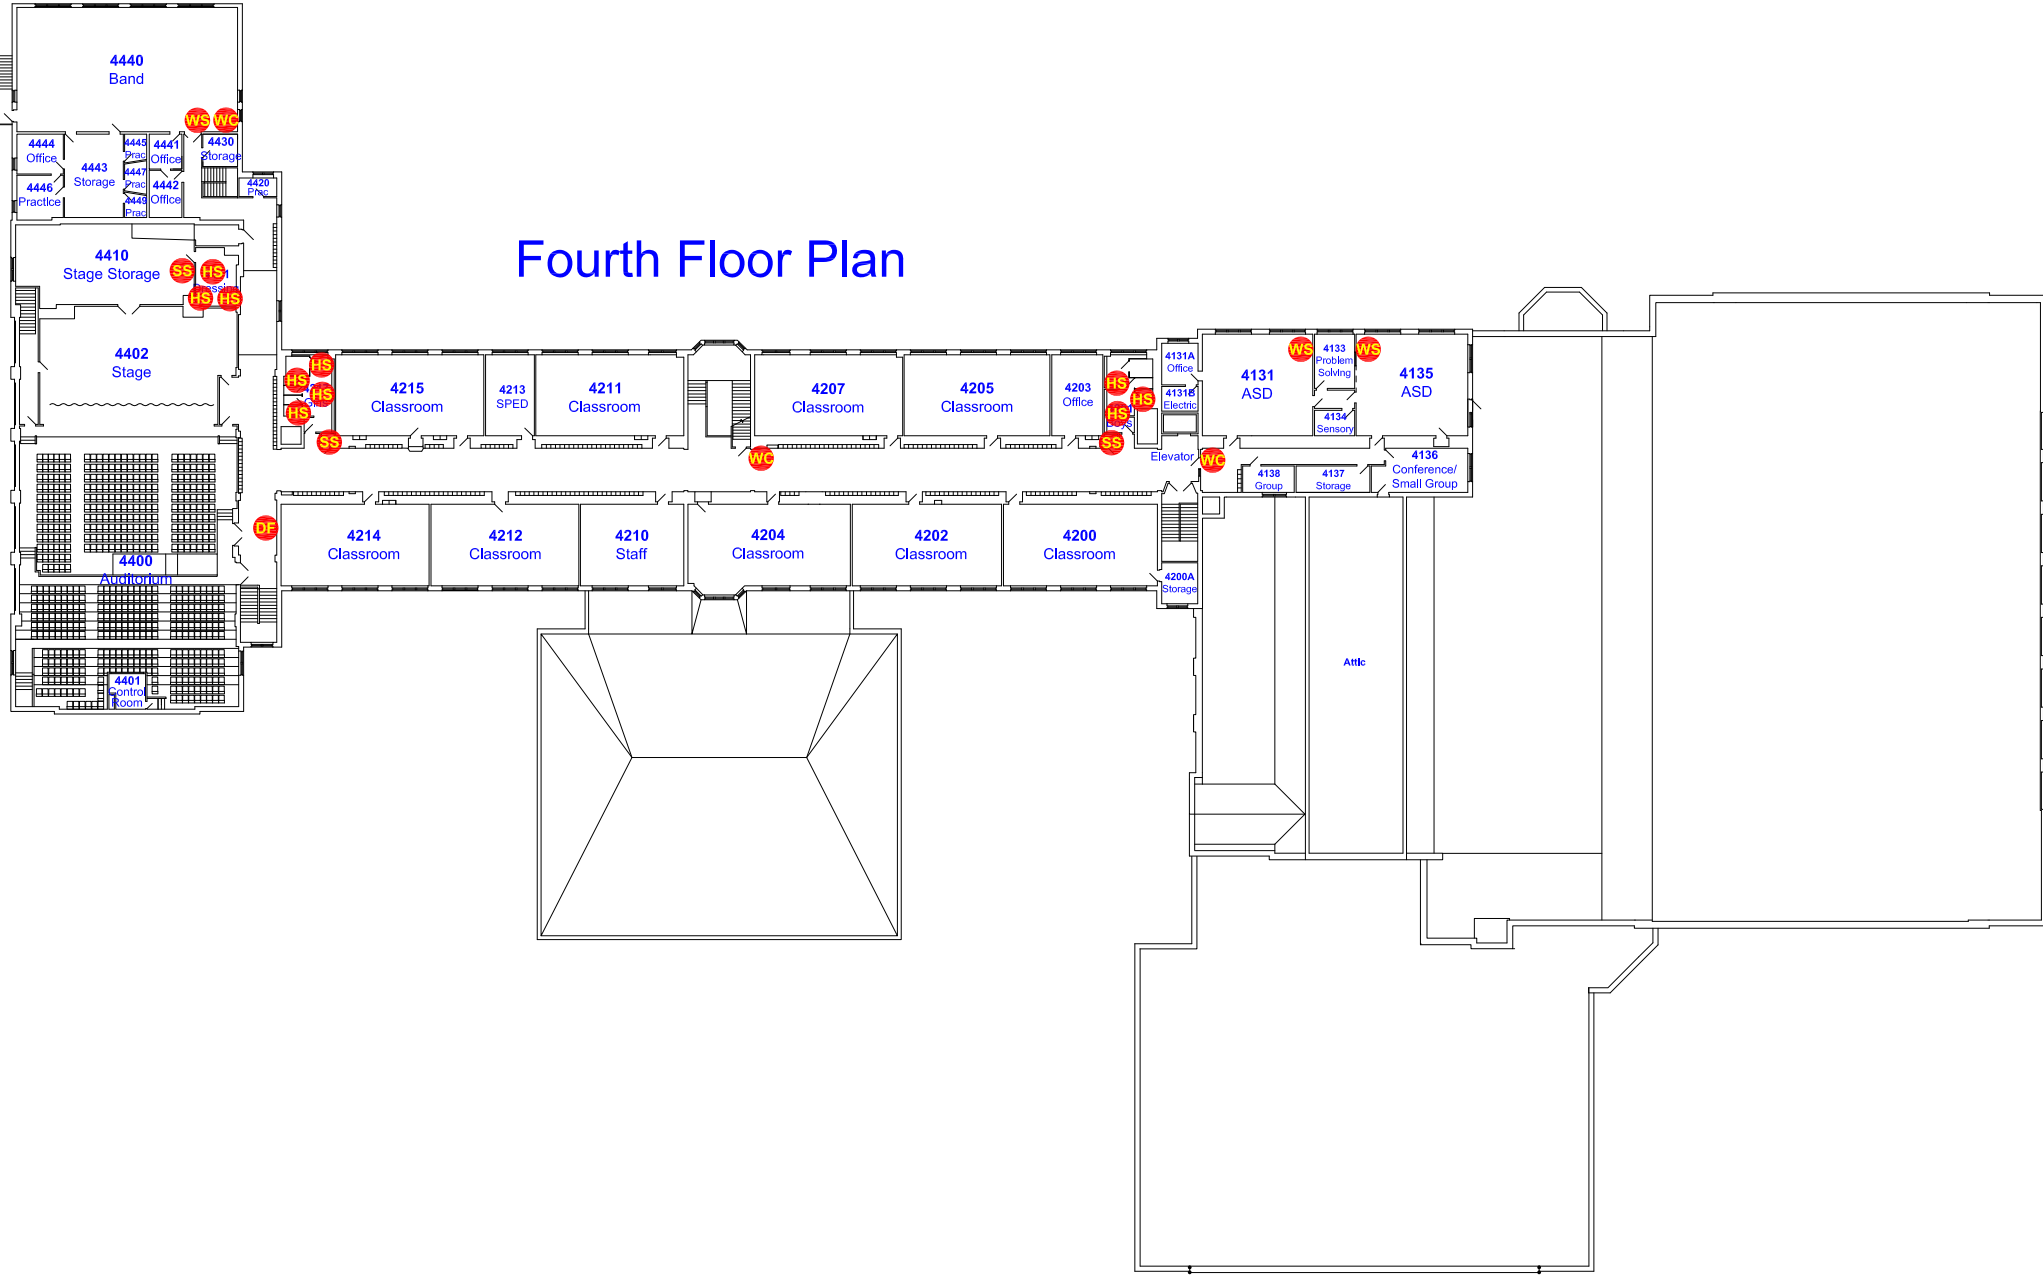 4440
Band
WS
WC
4444
Office
4443
Storage
4445
Prac
4441
Office
4430
Storage
4446
Practice
4447
Prac
4442
Office
4449
Prac
4420
Prac
Fourth Floor Plan
4410
Stage Storage
SS
HS
HS
HS
4402
Stage
HS
HS
HS
HS
SS
4215
Classroom
4213
SPED
4211
Classroom
4207
Classroom
4205
Classroom
4203
Office
HS
HS
HS
Boys
SS
WC
4131A
Office
4131B
Electric
Elevator
4131
ASD
WS
4133
Problem
Solving
WS
4134
Sensory
4135
ASD
WC
4138
Group
4137
Storage
4136
Conference/
Small Group
DF
4214
Classroom
4212
Classroom
4210
Staff
4204
Classroom
4202
Classroom
4200
Classroom
4200A
Storage
4400
Auditorium
4401
Control
Room
Attic